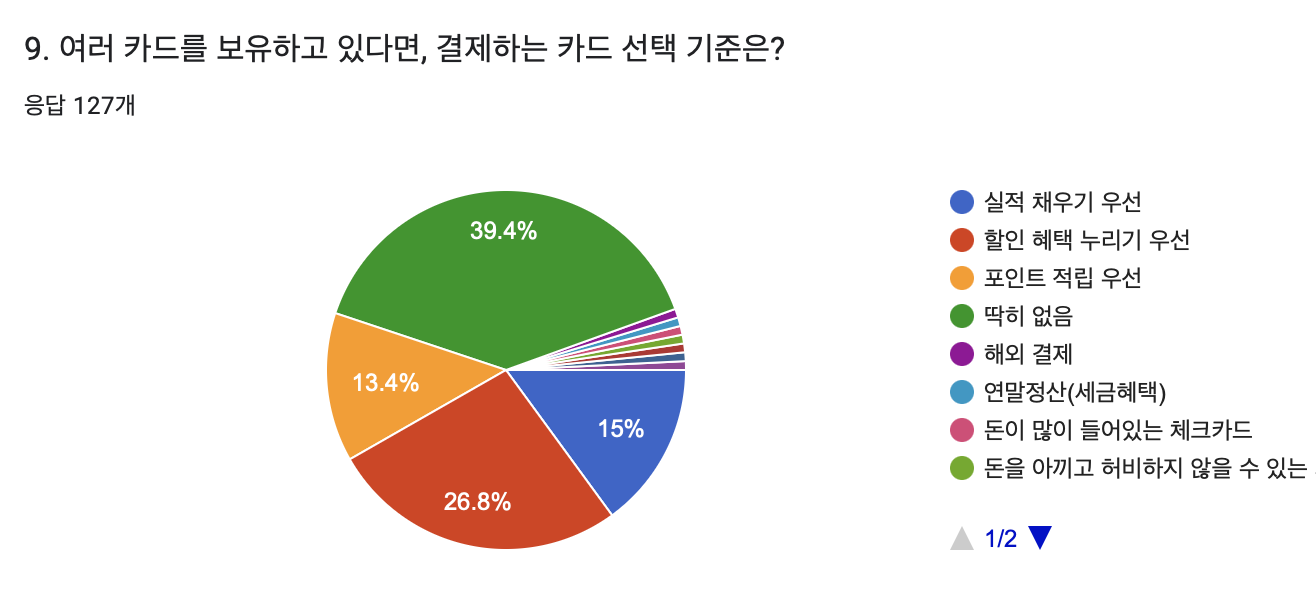 9. 여러 카드를 보유하고 있다면, 결제하는 카드 선택 기준은?
응답 127개
39.4%
13.4%
15%
26.8%
실적 채우기 우선
할인 혜택 누리기 우선
포인트 적립 우선
딱히 없음
해외 결제
연말정산(세금혜택)
돈이 많이 들어있는 체크카드
돈을 아끼고 허비하지 않을 수 있는
1/2